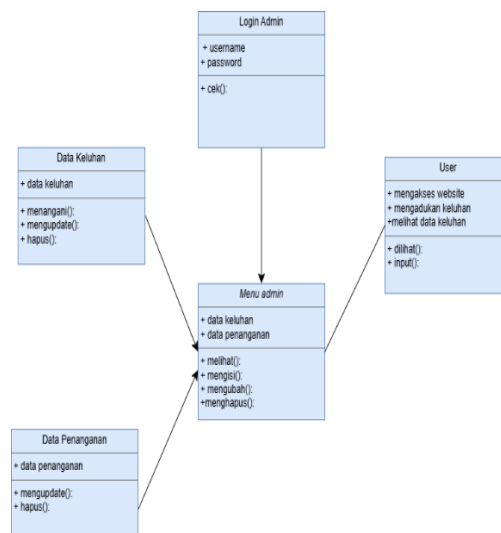 Login Admin
+ username
+ password
+ cek():
Data Keluhan
+ data keluhan
+ menangani():
+ mengupdate():
+ hapus():
User
+ mengakses website
+ mengadukan keluhan
+melihat data keluhan
+ dilihat():
+ input():
Menu admin
+ data keluhan
+ data penanganan
+ melihat():
+ mengisi():
+ mengubah():
+menghapus():
Data Penanganan
+ data penanganan
+ mengupdate():
+ hapus():